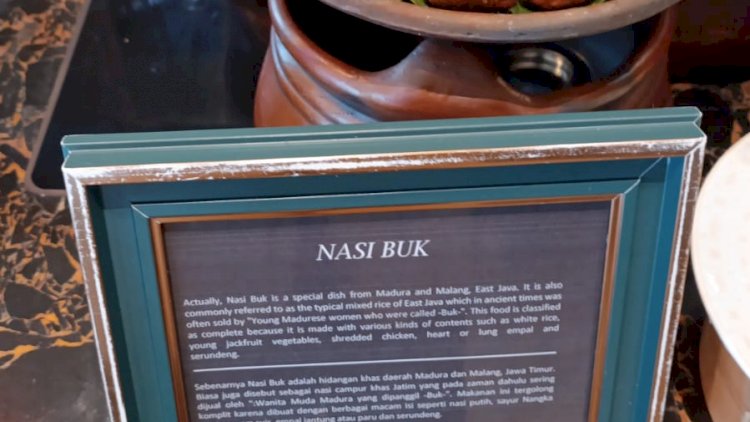 NASI BUK
Actually, Nasi Buk is a special dish from Madura and Malang, East Java. It is also
commonly referred to as the typical mixed rice of East Java which in ancient times was
often sold by "Young Madurese women who were called -Buk-". This food is classified
as complete because it is made with various kinds of contents such as white rice,
young jackfruit vegetables, shredded chicken, heart or lung empal and
serundeng.
Sebenarnya Nasi Buk adalah hidangan khas daerah Madura dan Malang, Jawa Timur.
Biasa juga disebut sebagai nasi campur khas Jatim yang pada zaman dahulu sering
dijual oleh ":Wanita Muda Madura yang dipanggil -Buk-". Makanan ini tergolong
komplit karena dibuat dengan berbagai macam isi seperti nasi putih, sayur Nangka
empal jantung atau paru dan serundeng.